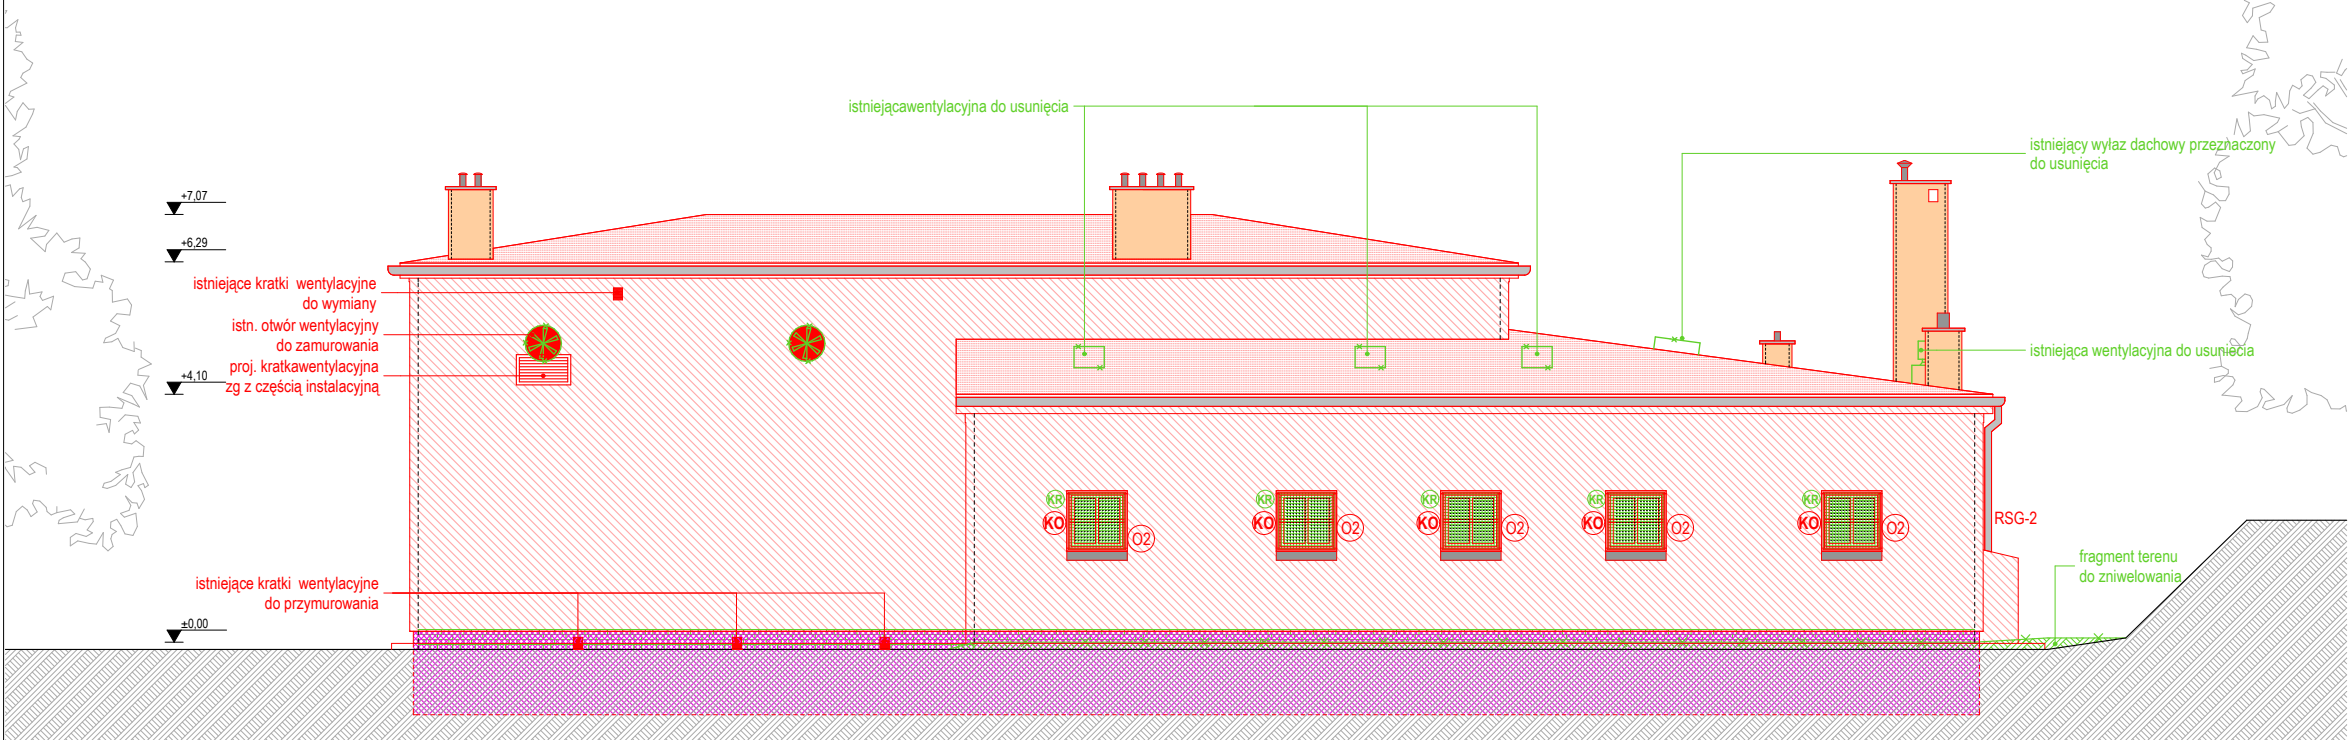 istniejącawentylacyjna do usunięcia
istniejący wyłaz dachowy przeznaczony
do usunięcia
+7,07
+6,29
istniejące kratki wentylacyjne
do wymiany
istn. otwór wentylacyjny
do zamurowania
proj. kratkawentylacyjna
zg z częścią instalacyjną
+4,10
istniejąca wentylacyjna do usunięcia
KR
KO
O2
KR
KO
O2
KR
KO
O2
KR
KO
O2
KR
KO
O2
RSG-2
fragment terenu
do zniwelowania
istniejące kratki wentylacyjne
do przymurowania
±0,00